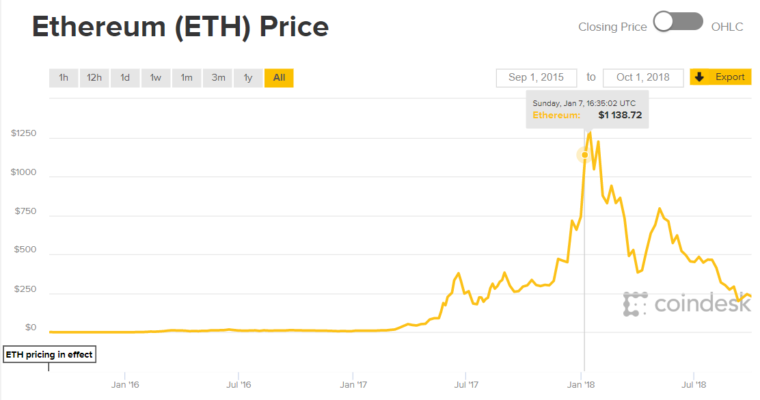 Ethereum (ETH) Price
Closing Price OHLC
1h 12h 1d 1w 1m 3m 1y All
Sep 1, 2015 to Oct 1, 2018 Export
Sunday, Jan 7, 16:35:02 UTC
Ethereum: $1 138.72
$1250
$1000
$750
$500
$250
$0
coindesk
ETH pricing in effect
Jan '16 Jul '16 Jan '17 Jul '17 Jan '18 Jul '18